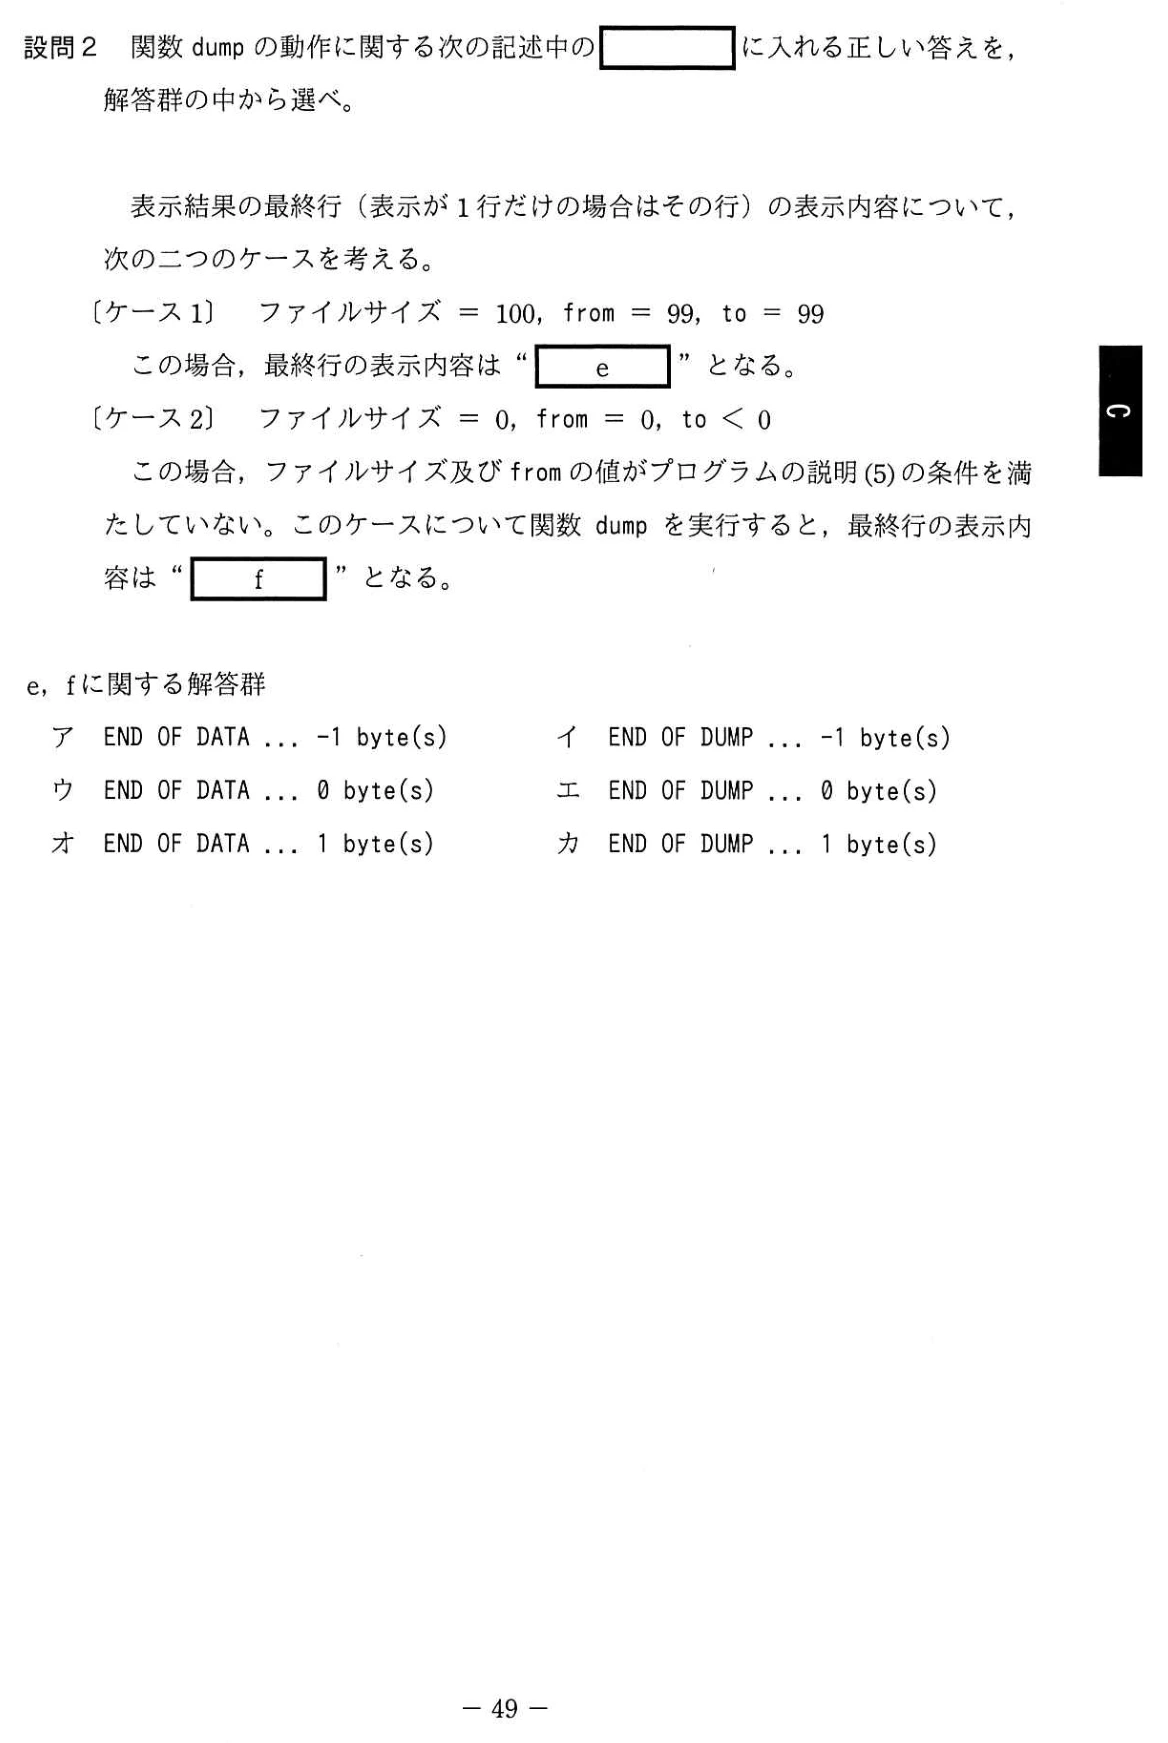 設問2　関数 dump の動作に関する次の記述中の　　　に入れる正しい答えを，
解答群の中から選べ。
表示結果の最終行（表示が1行だけの場合はその行）の表示内容について，
次の二つのケースを考える。
〔ケース1〕　ファイルサイズ = 100, from = 99, to = 99
この場合，最終行の表示内容は“ e ”となる。
〔ケース2〕　ファイルサイズ = 0, from = 0, to < 0
この場合，ファイルサイズ及び from の値がプログラムの説明(5)の条件を満
たしていない。このケースについて関数 dump を実行すると，最終行の表示内
容は“ f ”となる。
e, f に関する解答群
ア　END OF DATA ... -1 byte(s)　　イ　END OF DUMP ... -1 byte(s)
ウ　END OF DATA ... 0 byte(s)　　エ　END OF DUMP ... 0 byte(s)
オ　END OF DATA ... 1 byte(s)　　カ　END OF DUMP ... 1 byte(s)
C
― 49 ―